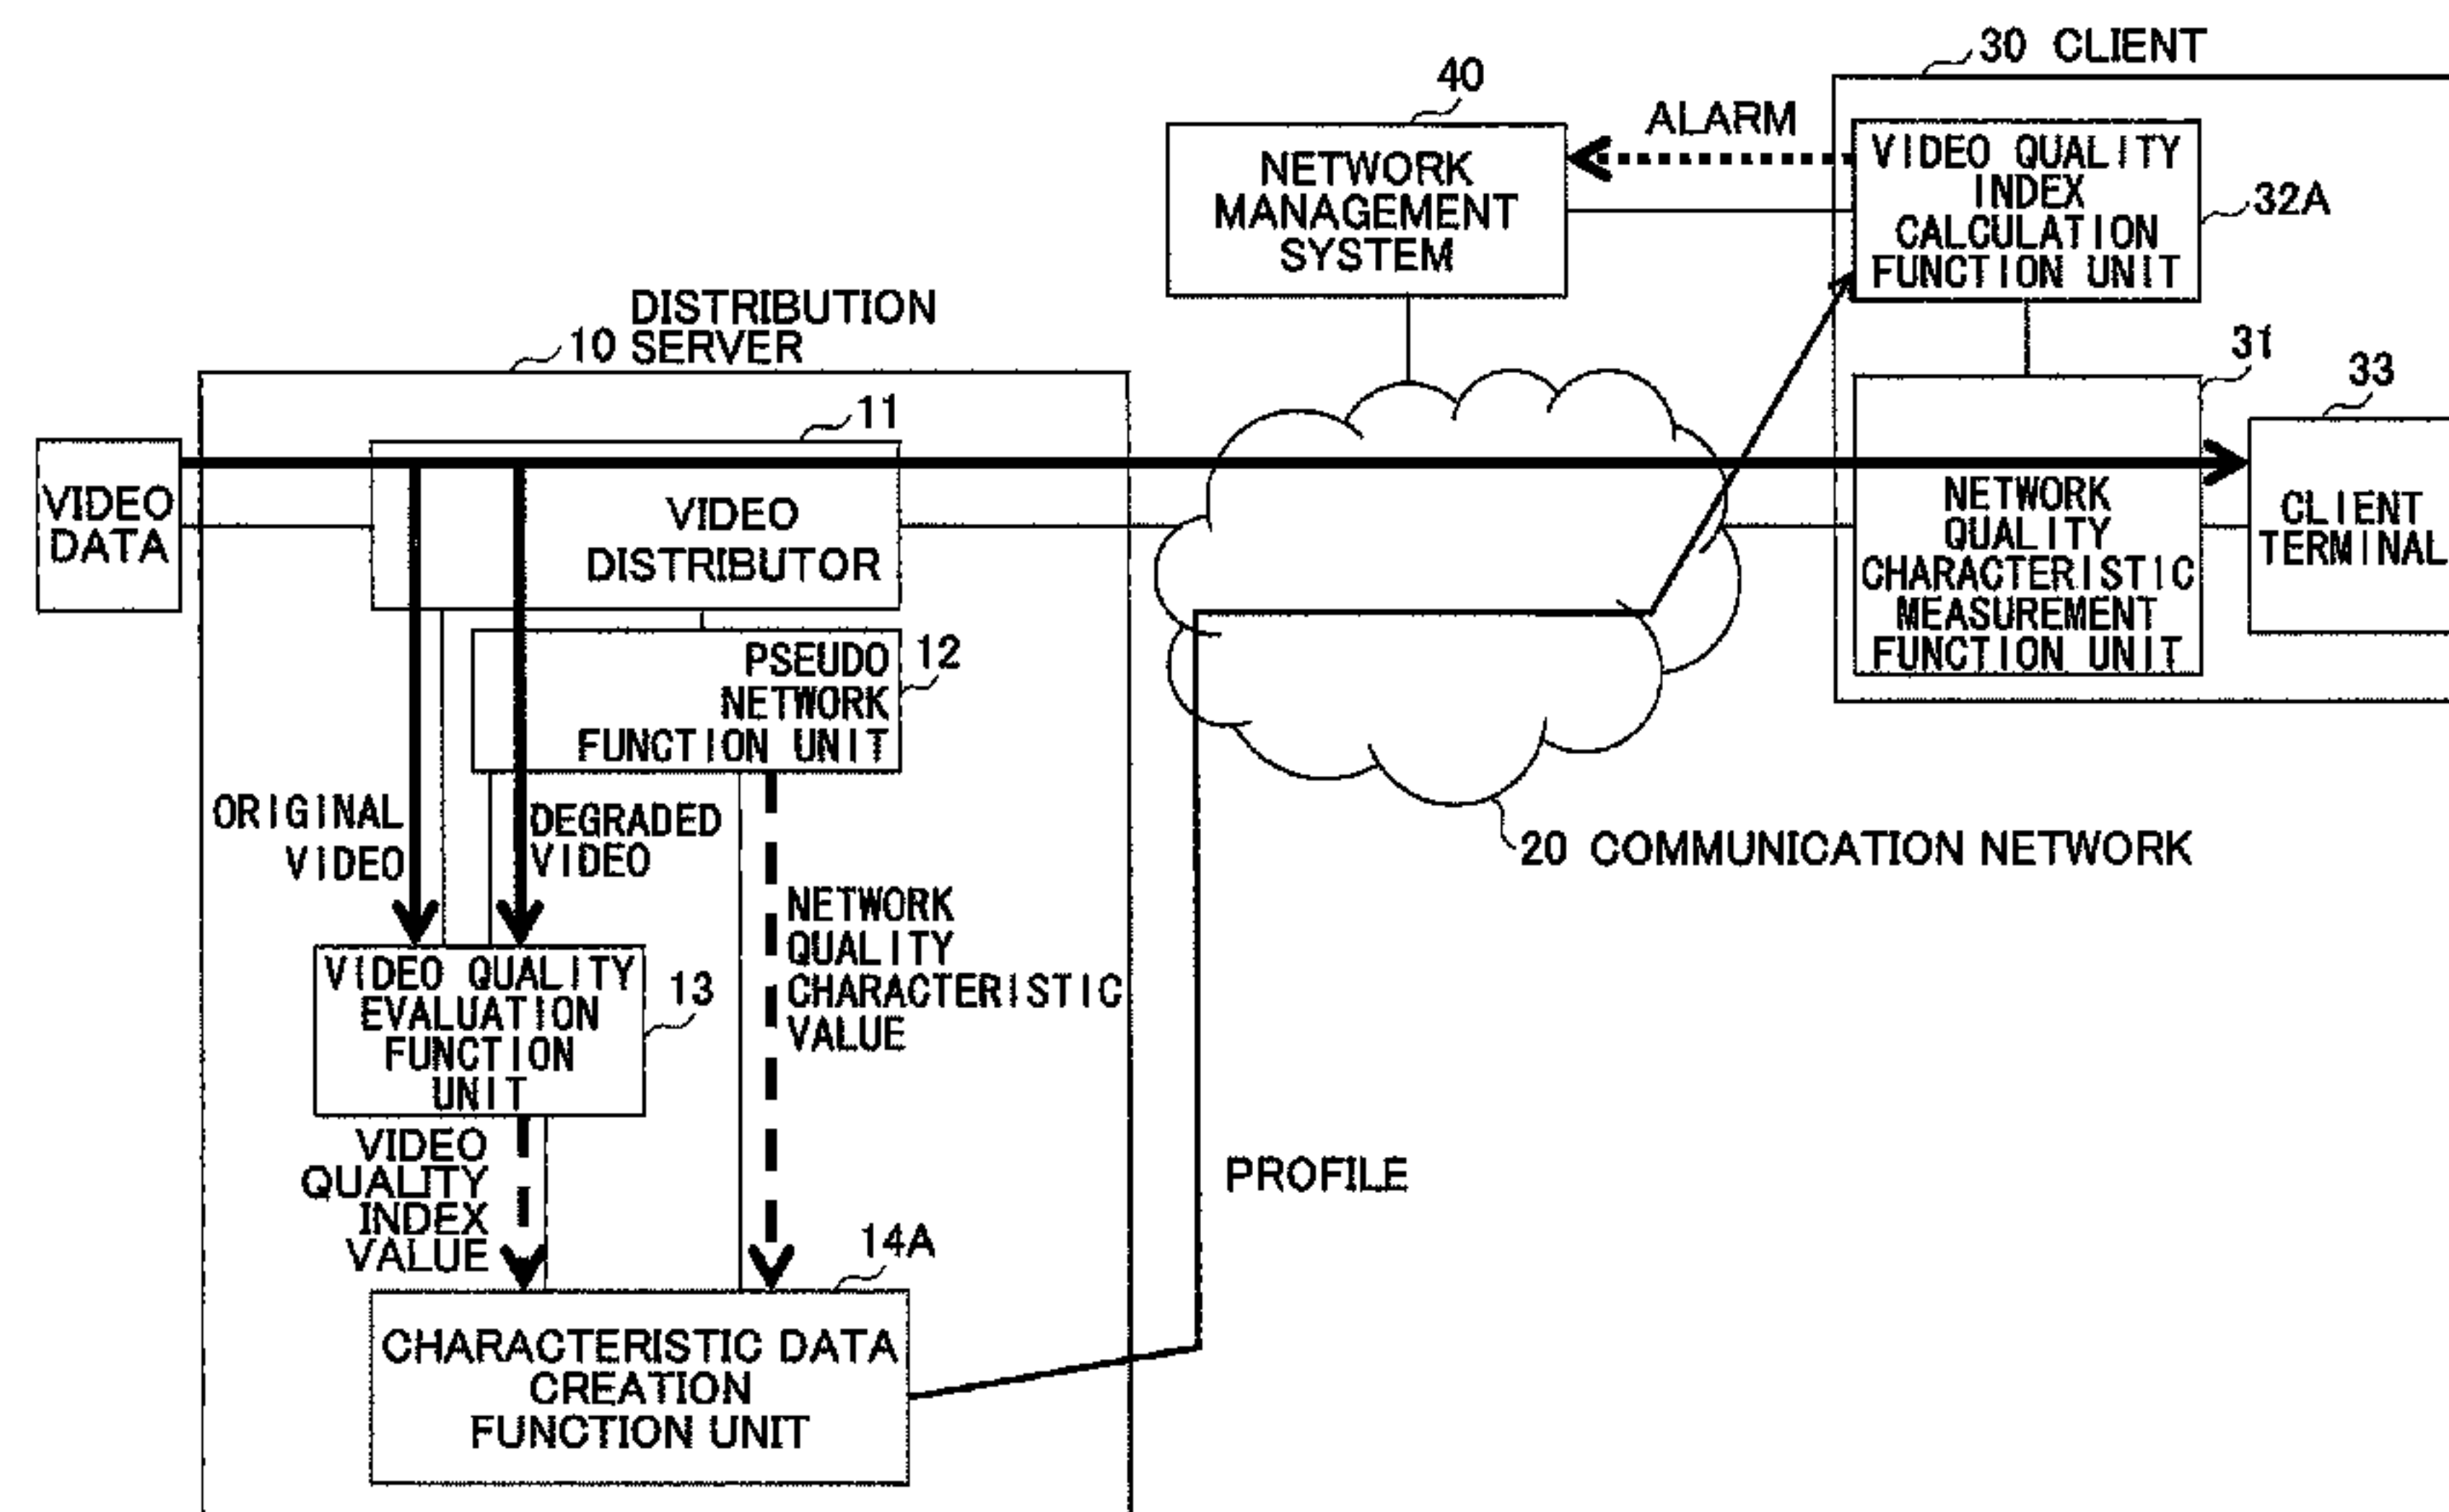 30 CLIENT
40
ALARM
NETWORK
MANAGEMENT
SYSTEM
VIDEO QUALITY
INDEX
CALCULATION
FUNCTION UNIT
32A
DISTRIBUTION
10 SERVER
31
33
11
VIDEO
DATA
VIDEO
DISTRIBUTOR
NETWORK
QUALITY
CHARACTERISTIC
MEASUREMENT
FUNCTION UNIT
CLIENT
TERMINAL
PSEUDO
NETWORK
FUNCTION UNIT
12
ORIGINAL
VIDEO
DEGRADED
VIDEO
20 COMMUNICATION NETWORK
NETWORK
QUALITY
CHARACTERISTIC
VALUE
VIDEO QUALITY
EVALUATION
FUNCTION
UNIT
13
VIDEO
QUALITY
INDEX
VALUE
PROFILE
14A
CHARACTERISTIC DATA
CREATION
FUNCTION UNIT